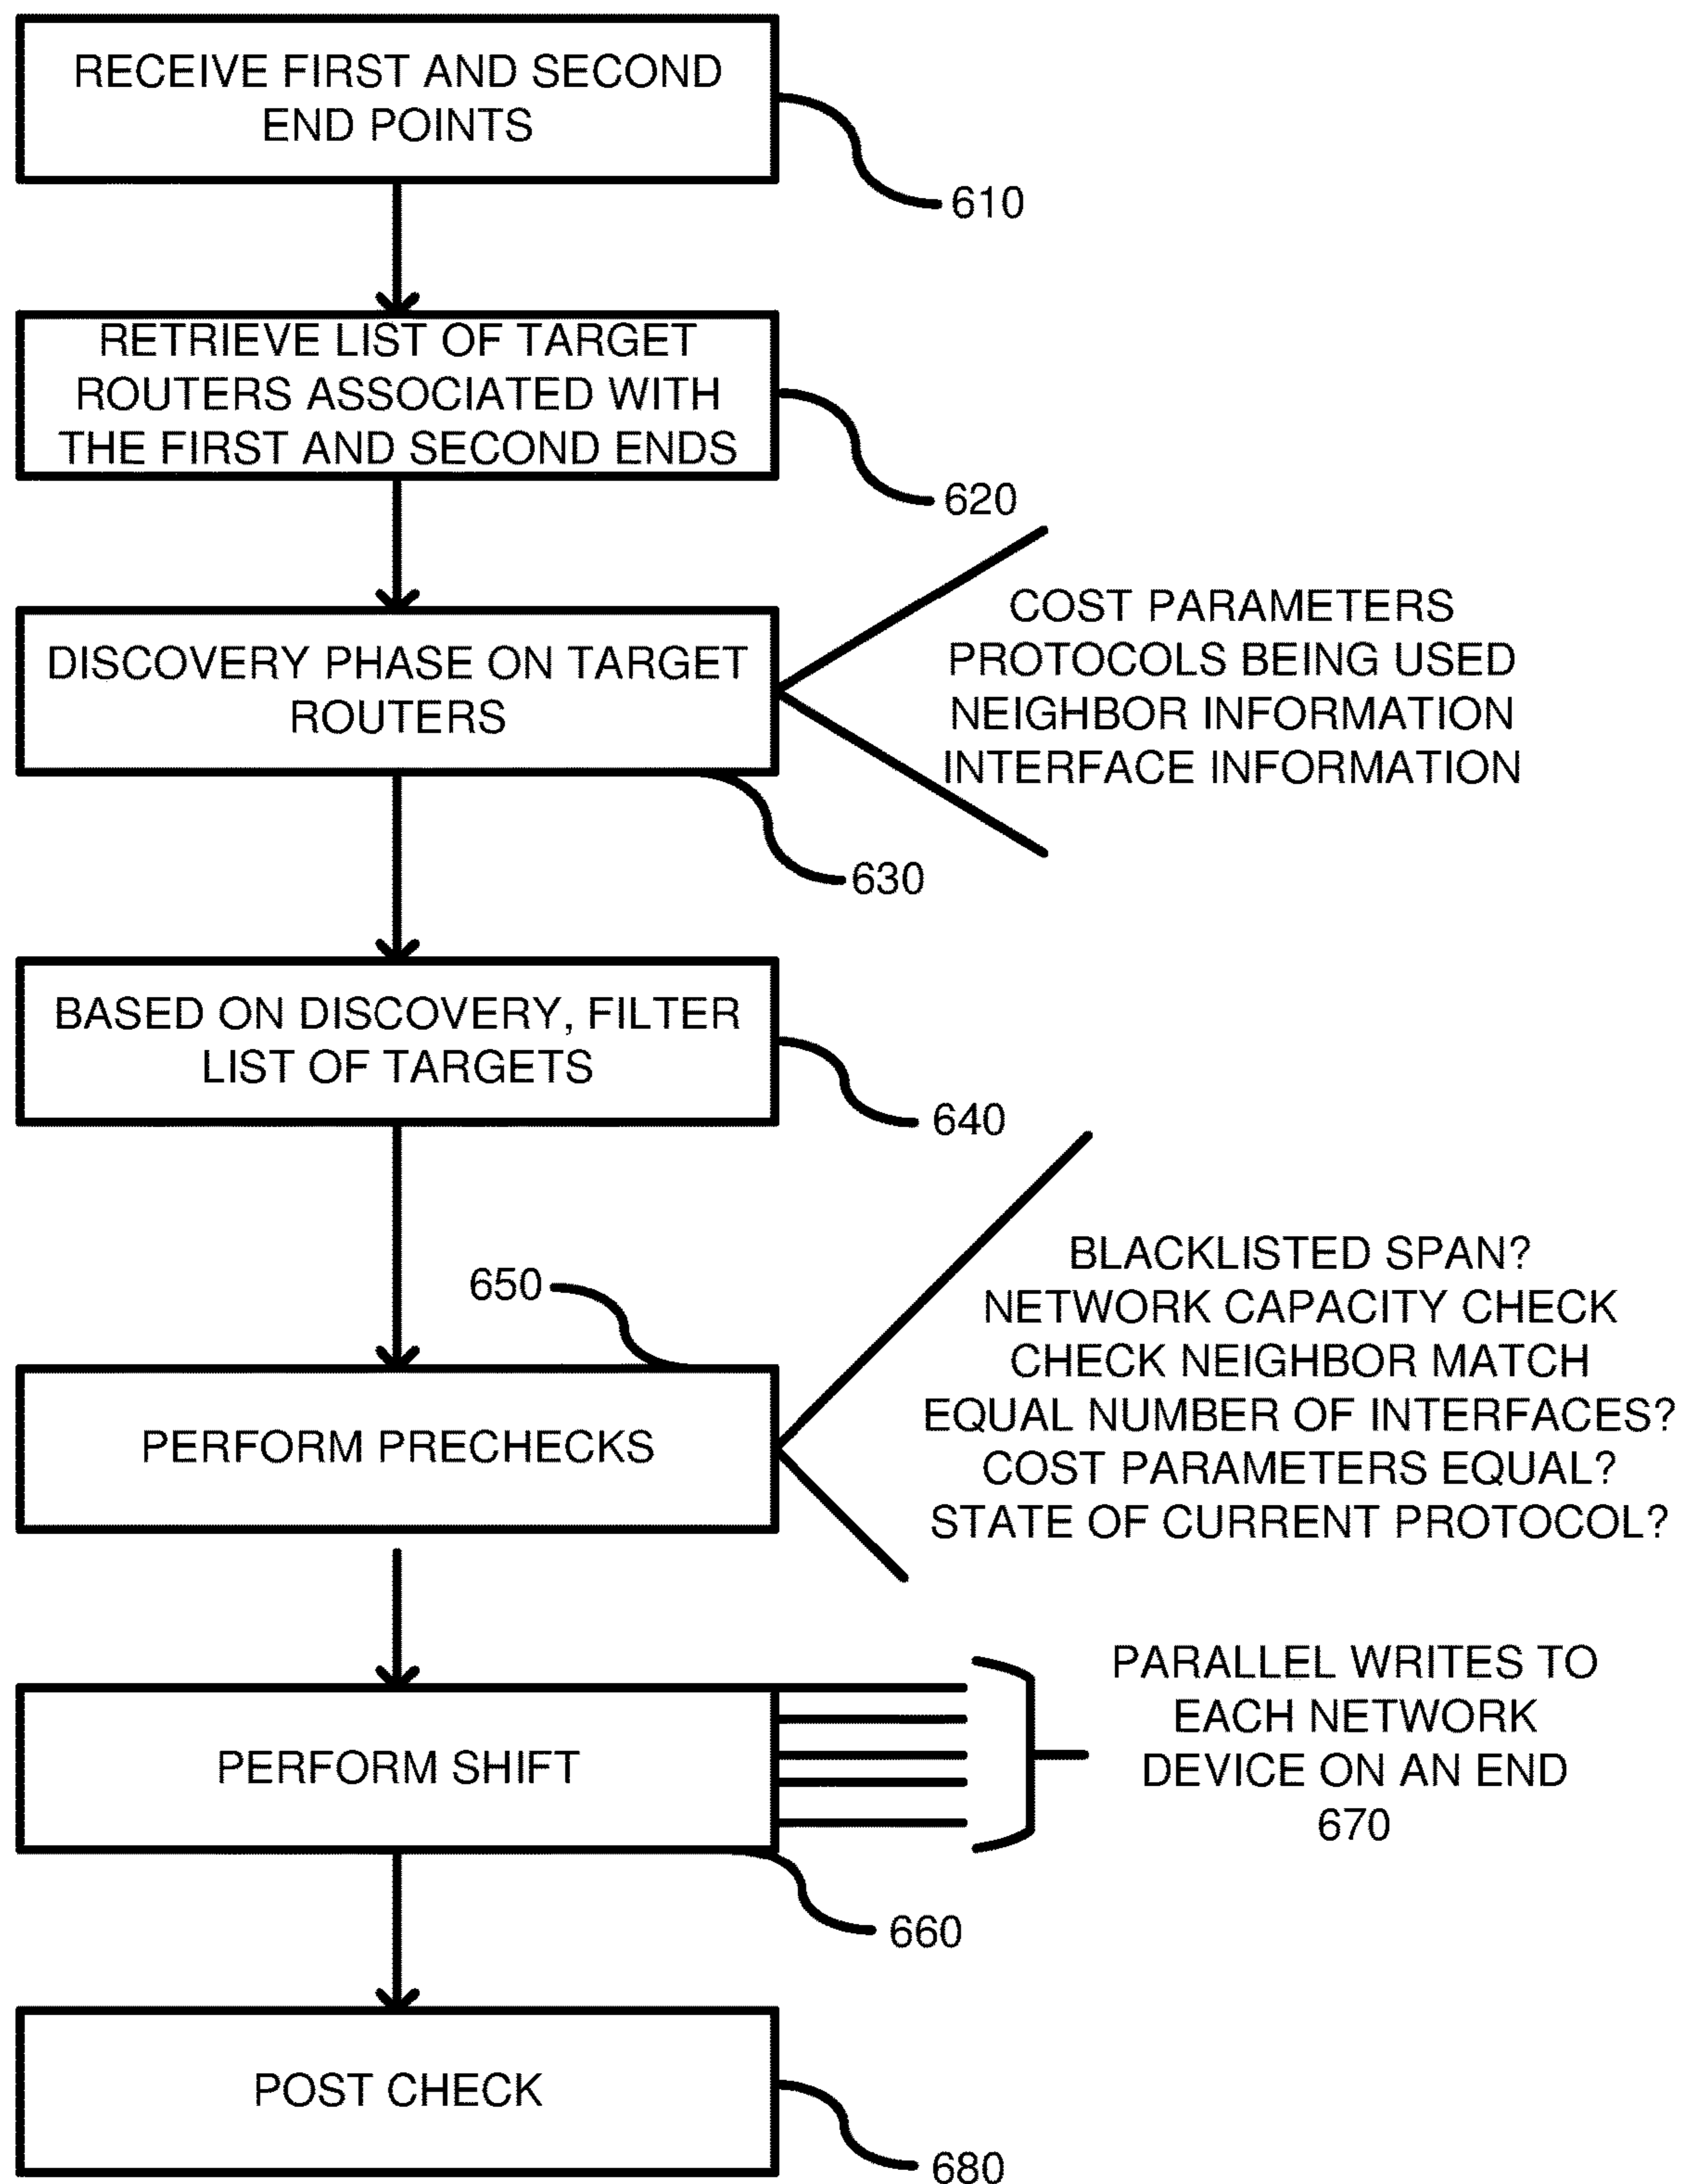 RECEIVE FIRST AND SECOND
END POINTS
610
RETRIEVE LIST OF TARGET
ROUTERS ASSOCIATED WITH
THE FIRST AND SECOND ENDS
620
DISCOVERY PHASE ON TARGET
ROUTERS
COST PARAMETERS
PROTOCOLS BEING USED
NEIGHBOR INFORMATION
INTERFACE INFORMATION
630
BASED ON DISCOVERY, FILTER
LIST OF TARGETS
640
650
PERFORM PRECHECKS
BLACKLISTED SPAN?
NETWORK CAPACITY CHECK
CHECK NEIGHBOR MATCH
EQUAL NUMBER OF INTERFACES?
COST PARAMETERS EQUAL?
STATE OF CURRENT PROTOCOL?
PERFORM SHIFT
PARALLEL WRITES TO
EACH NETWORK
DEVICE ON AN END
670
660
POST CHECK
680